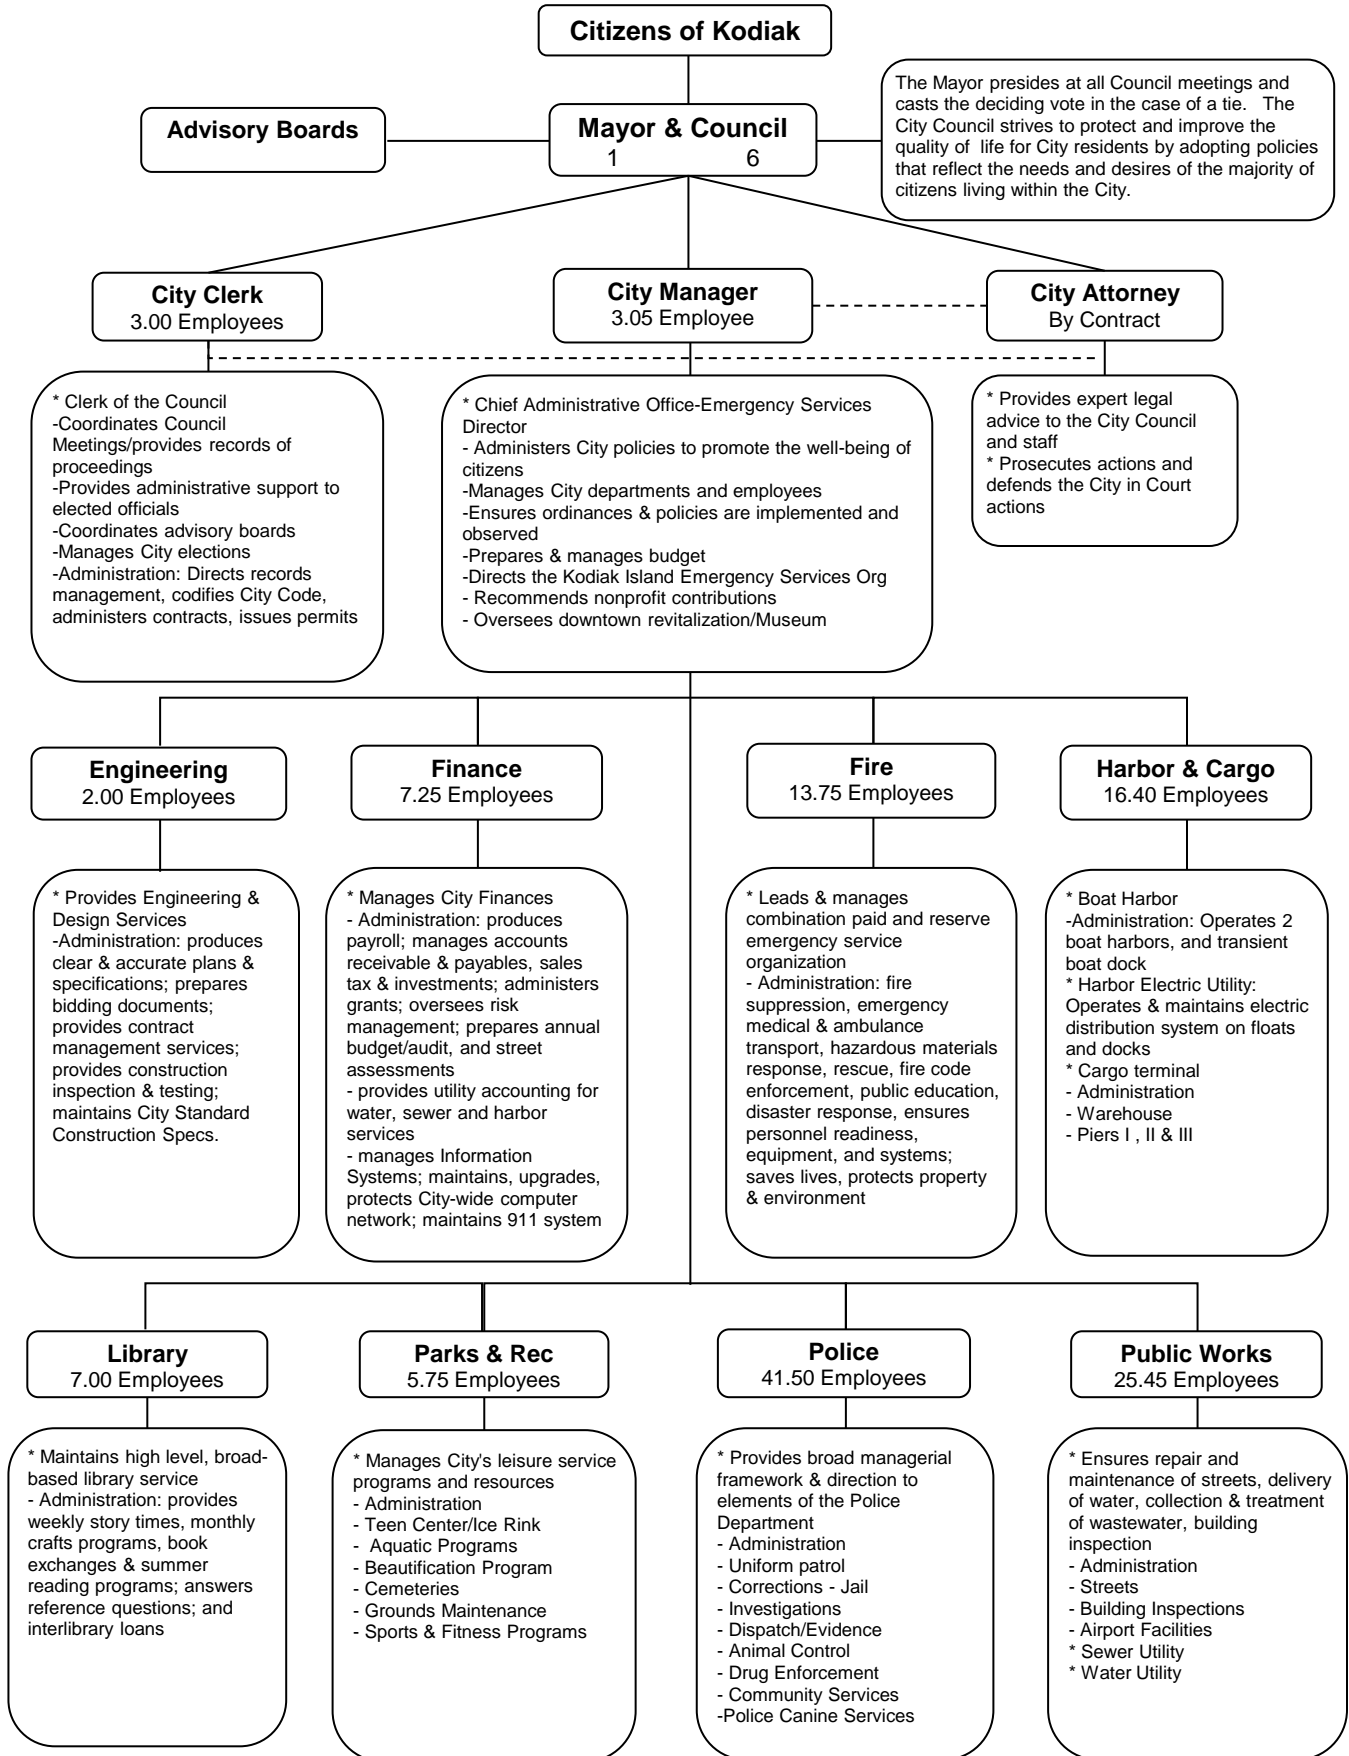 Citizens of Kodiak
The Mayor presides at all Council meetings and
casts the deciding vote in the case of a tie. The
City Council strives to protect and improve the
quality of life for City residents by adopting policies
that reflect the needs and desires of the majority of
citizens living within the City.
Advisory Boards
Mayor & Council
1 6
City Clerk
3.00 Employees
City Manager
3.05 Employee
City Attorney
By Contract
* Clerk of the Council
-Coordinates Council
Meetings/provides records of
proceedings
-Provides administrative support to
elected officials
-Coordinates advisory boards
-Manages City elections
-Administration: Directs records
management, codifies City Code,
administers contracts, issues permits
* Chief Administrative Office-Emergency Services
Director
- Administers City policies to promote the well-being of
citizens
-Manages City departments and employees
-Ensures ordinances & policies are implemented and
observed
-Prepares & manages budget
-Directs the Kodiak Island Emergency Services Org
- Recommends nonprofit contributions
- Oversees downtown revitalization/Museum
* Provides expert legal
advice to the City Council
and staff
* Prosecutes actions and
defends the City in Court
actions
Engineering
2.00 Employees
Finance
7.25 Employees
Fire
13.75 Employees
Harbor & Cargo
16.40 Employees
* Provides Engineering &
Design Services
-Administration: produces
clear & accurate plans &
specifications; prepares
bidding documents;
provides contract
management services;
provides construction
inspection & testing;
maintains City Standard
Construction Specs.
* Manages City Finances
- Administration: produces
payroll; manages accounts
receivable & payables, sales
tax & investments; administers
grants; oversees risk
management; prepares annual
budget/audit, and street
assessments
- provides utility accounting for
water, sewer and harbor
services
- manages Information
Systems; maintains, upgrades,
protects City-wide computer
network; maintains 911 system
* Leads & manages
combination paid and reserve
emergency service
organization
- Administration: fire
suppression, emergency
medical & ambulance
transport, hazardous materials
response, rescue, fire code
enforcement, public education,
disaster response, ensures
personnel readiness,
equipment, and systems;
saves lives, protects property
& environment
* Boat Harbor
-Administration: Operates 2
boat harbors, and transient
boat dock
* Harbor Electric Utility:
Operates & maintains electric
distribution system on floats
and docks
* Cargo terminal
- Administration
- Warehouse
- Piers I , II & III
Library
7.00 Employees
Parks & Rec
5.75 Employees
Police
41.50 Employees
Public Works
25.45 Employees
* Maintains high level, broad-
based library service
- Administration: provides
weekly story times, monthly
crafts programs, book
exchanges & summer
reading programs; answers
reference questions; and
interlibrary loans
* Manages City's leisure service
programs and resources
- Administration
- Teen Center/Ice Rink
- Aquatic Programs
- Beautification Program
- Cemeteries
- Grounds Maintenance
- Sports & Fitness Programs
* Provides broad managerial
framework & direction to
elements of the Police
Department
- Administration
- Uniform patrol
- Corrections - Jail
- Investigations
- Dispatch/Evidence
- Animal Control
- Drug Enforcement
- Community Services
-Police Canine Services
* Ensures repair and
maintenance of streets, delivery
of water, collection & treatment
of wastewater, building
inspection
- Administration
- Streets
- Building Inspections
- Airport Facilities
* Sewer Utility
* Water Utility